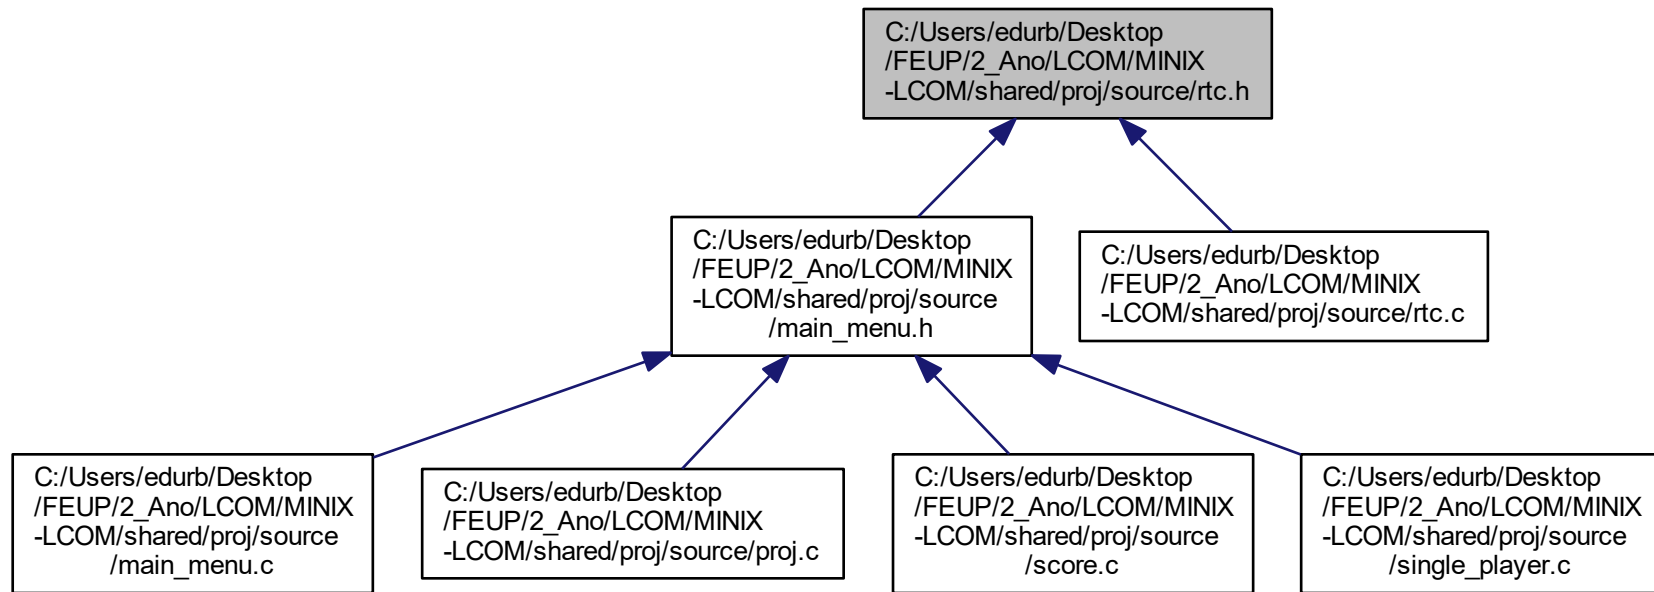 C:/Users/edurb/Desktop
/FEUP/2_Ano/LCOM/MINIX
-LCOM/shared/proj/source/rtc.h
C:/Users/edurb/Desktop
/FEUP/2_Ano/LCOM/MINIX
-LCOM/shared/proj/source
/main_menu.h
C:/Users/edurb/Desktop
/FEUP/2_Ano/LCOM/MINIX
-LCOM/shared/proj/source/rtc.c
C:/Users/edurb/Desktop
/FEUP/2_Ano/LCOM/MINIX
-LCOM/shared/proj/source
/main_menu.c
C:/Users/edurb/Desktop
/FEUP/2_Ano/LCOM/MINIX
-LCOM/shared/proj/source/proj.c
C:/Users/edurb/Desktop
/FEUP/2_Ano/LCOM/MINIX
-LCOM/shared/proj/source
/score.c
C:/Users/edurb/Desktop
/FEUP/2_Ano/LCOM/MINIX
-LCOM/shared/proj/source
/single_player.c